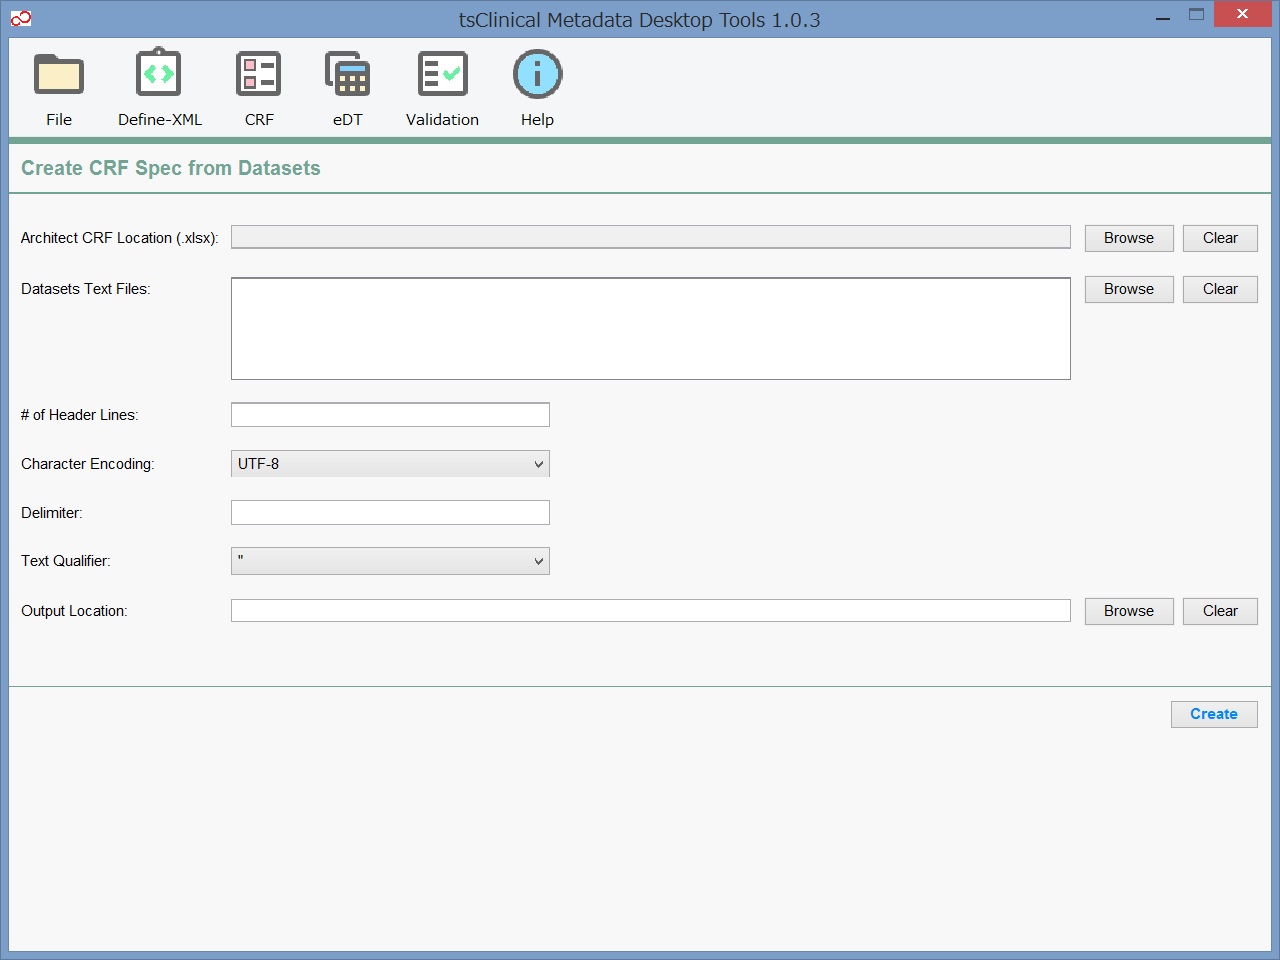 tsClinical Metadata Desktop Tools 1.0.3
File Define-XML CRF eDT Validation Help
Create CRF Spec from Datasets
Architect CRF Location (.xlsx): Browse Clear
Datasets Text Files: Browse Clear
# of Header Lines:
Character Encoding: UTF-8
Delimiter:
Text Qualifier: "
Output Location: Browse Clear
Create